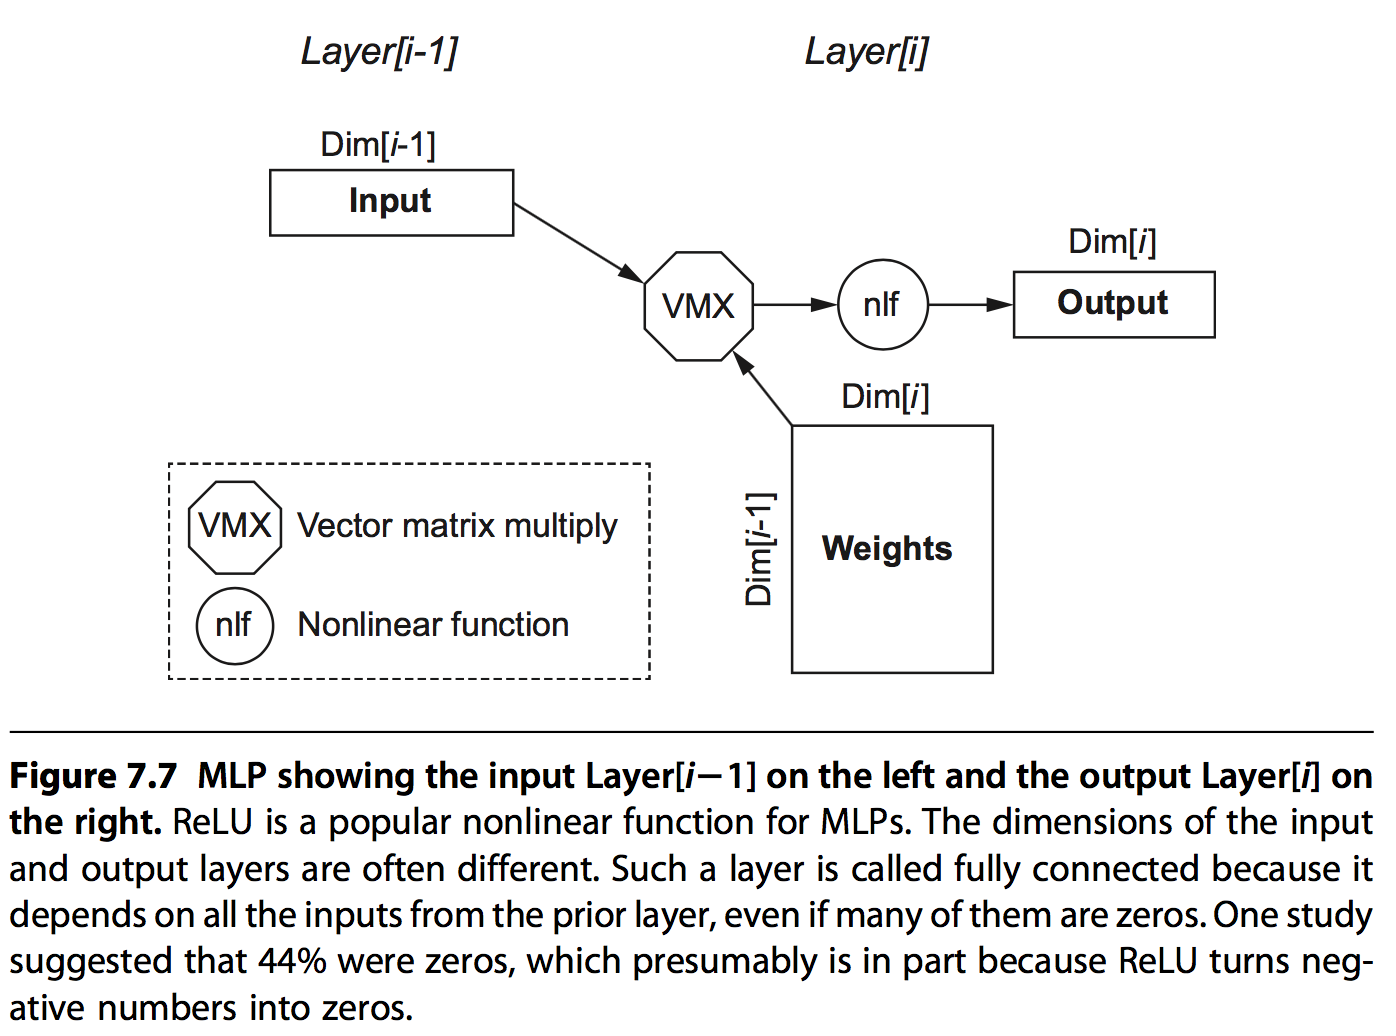 Layer[i-1]
Layer[i]
Dim[i-1]
Input
Dim[i]
VMX
nlf
Output
Dim[i]
Dim[i-1]
Weights
VMX Vector matrix multiply
nlf Nonlinear function
Figure 7.7 MLP showing the input Layer[i−1] on the left and the output Layer[i] on
the right. ReLU is a popular nonlinear function for MLPs. The dimensions of the input
and output layers are often different. Such a layer is called fully connected because it
depends on all the inputs from the prior layer, even if many of them are zeros. One study
suggested that 44% were zeros, which presumably is in part because ReLU turns neg-
ative numbers into zeros.